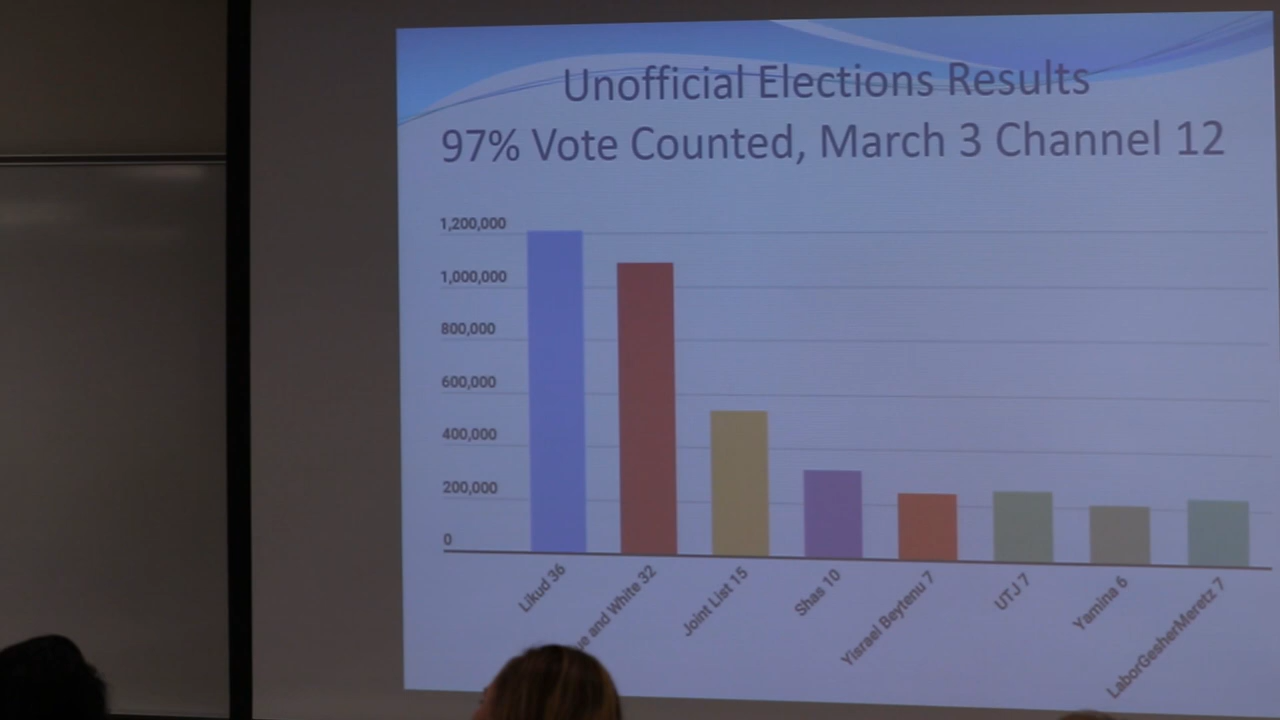 Unofficial Elections Results
97% Vote Counted, March 3 Channel 12
1,200,000
1,000,000
800,000
600,000
400,000
200,000
0
Likud 36
and White 32
Joint List 15
Shas 10
Yisrael Beytenu 7
UTJ 7
Yamina 6
LaborGesherMeretz 7